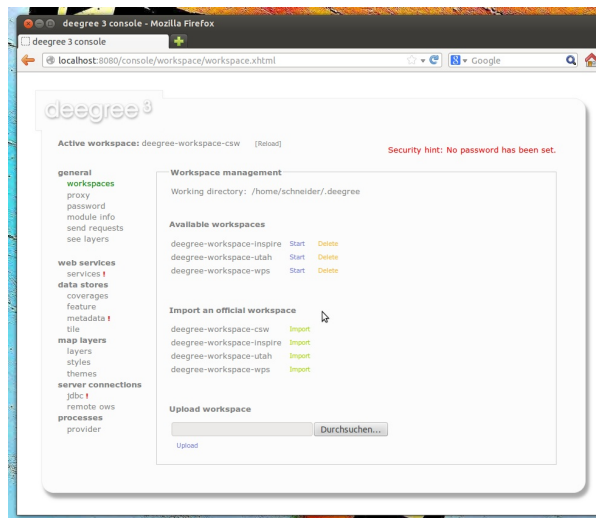 deegree 3 console - Mozilla Firefox
deegree 3 console
localhost:8080/console/workspace/workspace.xhtml
Google
deegree 3
Active workspace: deegree-workspace-csw [Reload]
Security hint: No password has been set.
general
workspaces
proxy
password
module info
send requests
see layers
web services
services !
data stores
coverages
feature
metadata !
tile
map layers
layers
styles
themes
server connections
jdbc !
remote ows
processes
provider
Workspace management
Working directory: /home/schneider/.deegree
Available workspaces
deegree-workspace-inspire Start Delete
deegree-workspace-utah Start Delete
deegree-workspace-wps Start Delete
Import an official workspace
deegree-workspace-csw Import
deegree-workspace-inspire Import
deegree-workspace-utah Import
deegree-workspace-wps Import
Upload workspace
Durchsuchen...
Upload